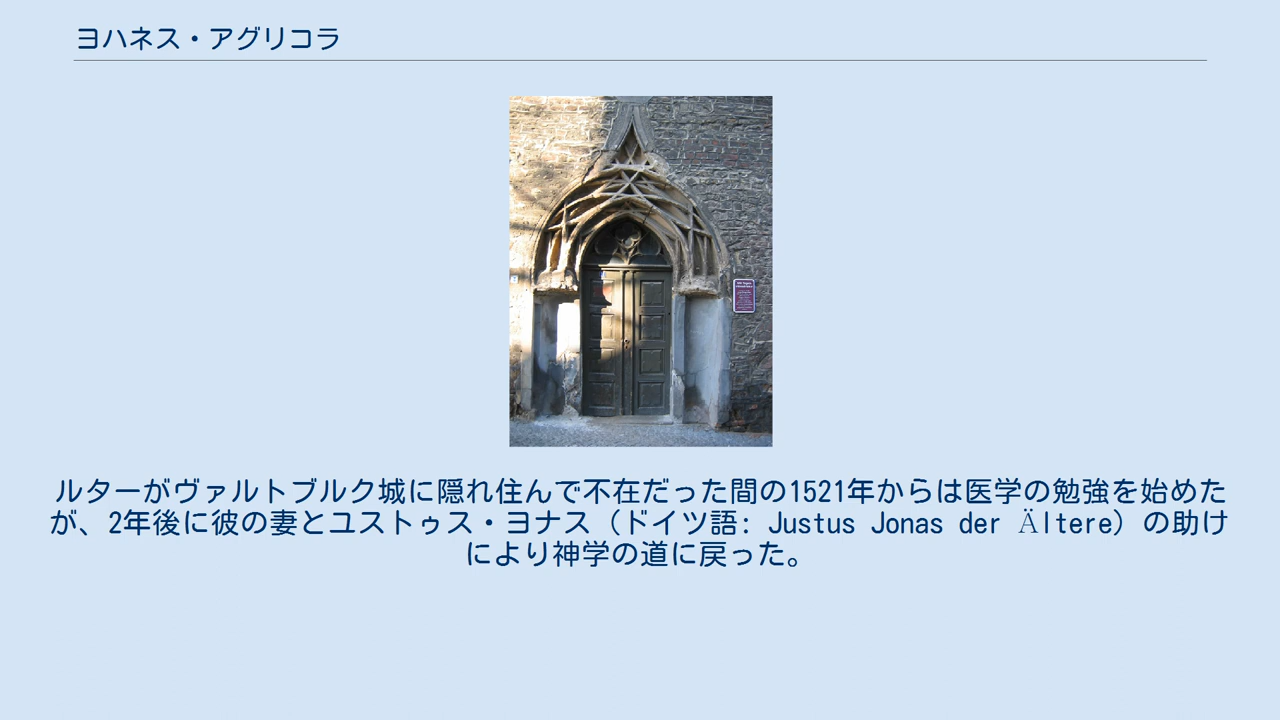 ヨハネス・アグリコラ
ルターがヴァルトブルク城に隠れ住んで不在だった間の1521年からは医学の勉強を始めた
が、2年後に彼の妻とユストゥス・ヨナス（ドイツ語: Justus Jonas der Ältere）の助け
により神学の道に戻った。